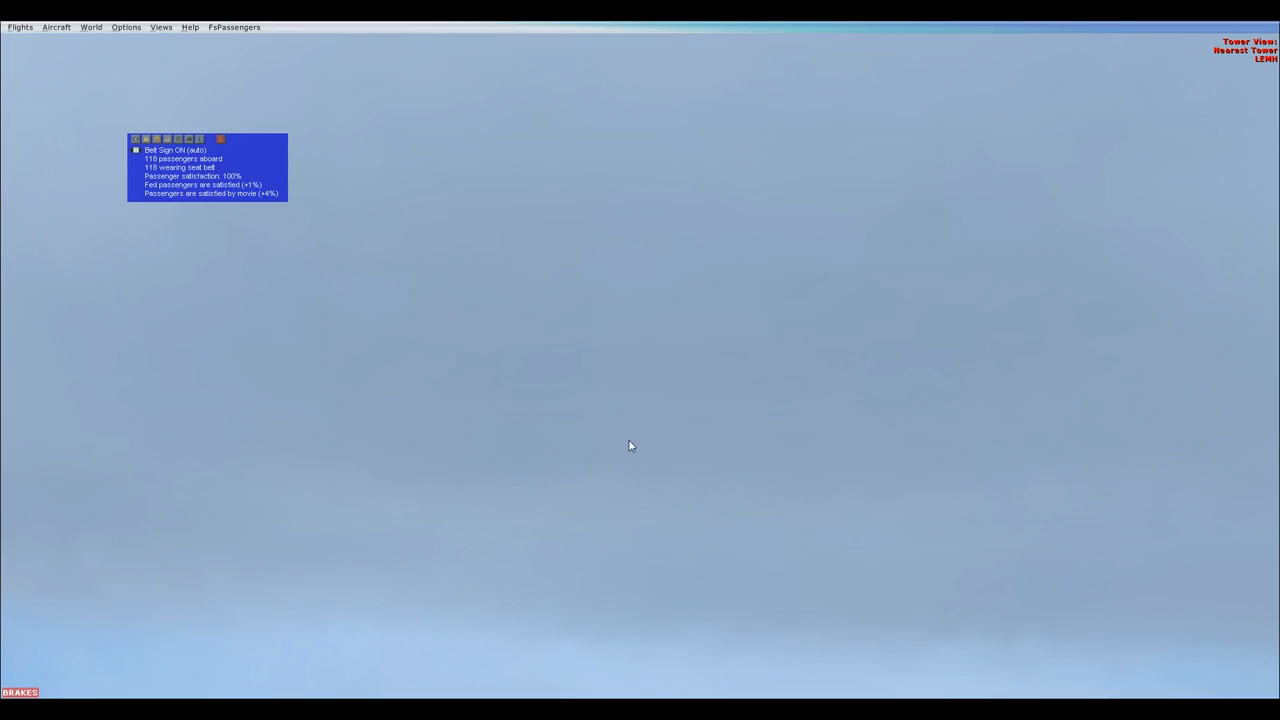 Flights Aircraft World Options Views Help FsPassengers
Tower View:
Nearest Tower
LEMN
Belt Sign ON (auto)
118 passengers aboard
118 wearing seat belt
Passenger satisfaction: 100%
Fed passengers are satisfied (+1%)
Passengers are satisfied by movie (+4%)
BRAKES